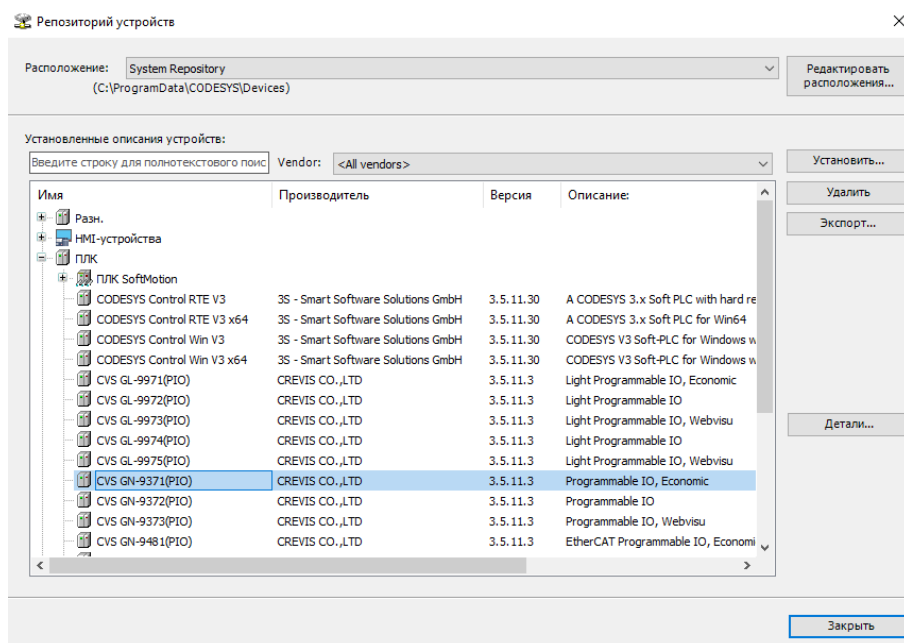 Репозиторий устройств
Расположение: System Repository
(C:\ProgramData\CODESYS\Devices)
Редактировать расположения...
Установленные описания устройств:
Введите строку для полнотекстового поис Vendor: <All vendors>
Установить...
Удалить
Экспорт...
Имя Производитель Версия Описание:
Разн.
HMI-устройства
ПЛК
ПЛК SoftMotion
CODESYS Control RTE V3 3S - Smart Software Solutions GmbH 3.5.11.30 A CODESYS 3.x Soft PLC with hard re
CODESYS Control RTE V3 x64 3S - Smart Software Solutions GmbH 3.5.11.30 A CODESYS 3.x Soft PLC for Win64
CODESYS Control Win V3 3S - Smart Software Solutions GmbH 3.5.11.30 CODESYS V3 Soft-PLC for Windows w
CODESYS Control Win V3 x64 3S - Smart Software Solutions GmbH 3.5.11.30 CODESYS V3 Soft-PLC for Windows w
CVS GL-9971(PIO) CREVIS CO.,LTD 3.5.11.3 Light Programmable IO, Economic
CVS GL-9972(PIO) CREVIS CO.,LTD 3.5.11.3 Light Programmable IO
CVS GL-9973(PIO) CREVIS CO.,LTD 3.5.11.3 Light Programmable IO, Webvisu
CVS GL-9974(PIO) CREVIS CO.,LTD 3.5.11.3 Light Programmable IO
CVS GL-9975(PIO) CREVIS CO.,LTD 3.5.11.3 Light Programmable IO, Webvisu
CVS GN-9371(PIO) CREVIS CO.,LTD 3.5.11.3 Programmable IO, Economic
CVS GN-9372(PIO) CREVIS CO.,LTD 3.5.11.3 Programmable IO
CVS GN-9373(PIO) CREVIS CO.,LTD 3.5.11.3 Programmable IO, Webvisu
CVS GN-9481(PIO) CREVIS CO.,LTD 3.5.11.3 EtherCAT Programmable IO, Economi
Детали...
Закрыть